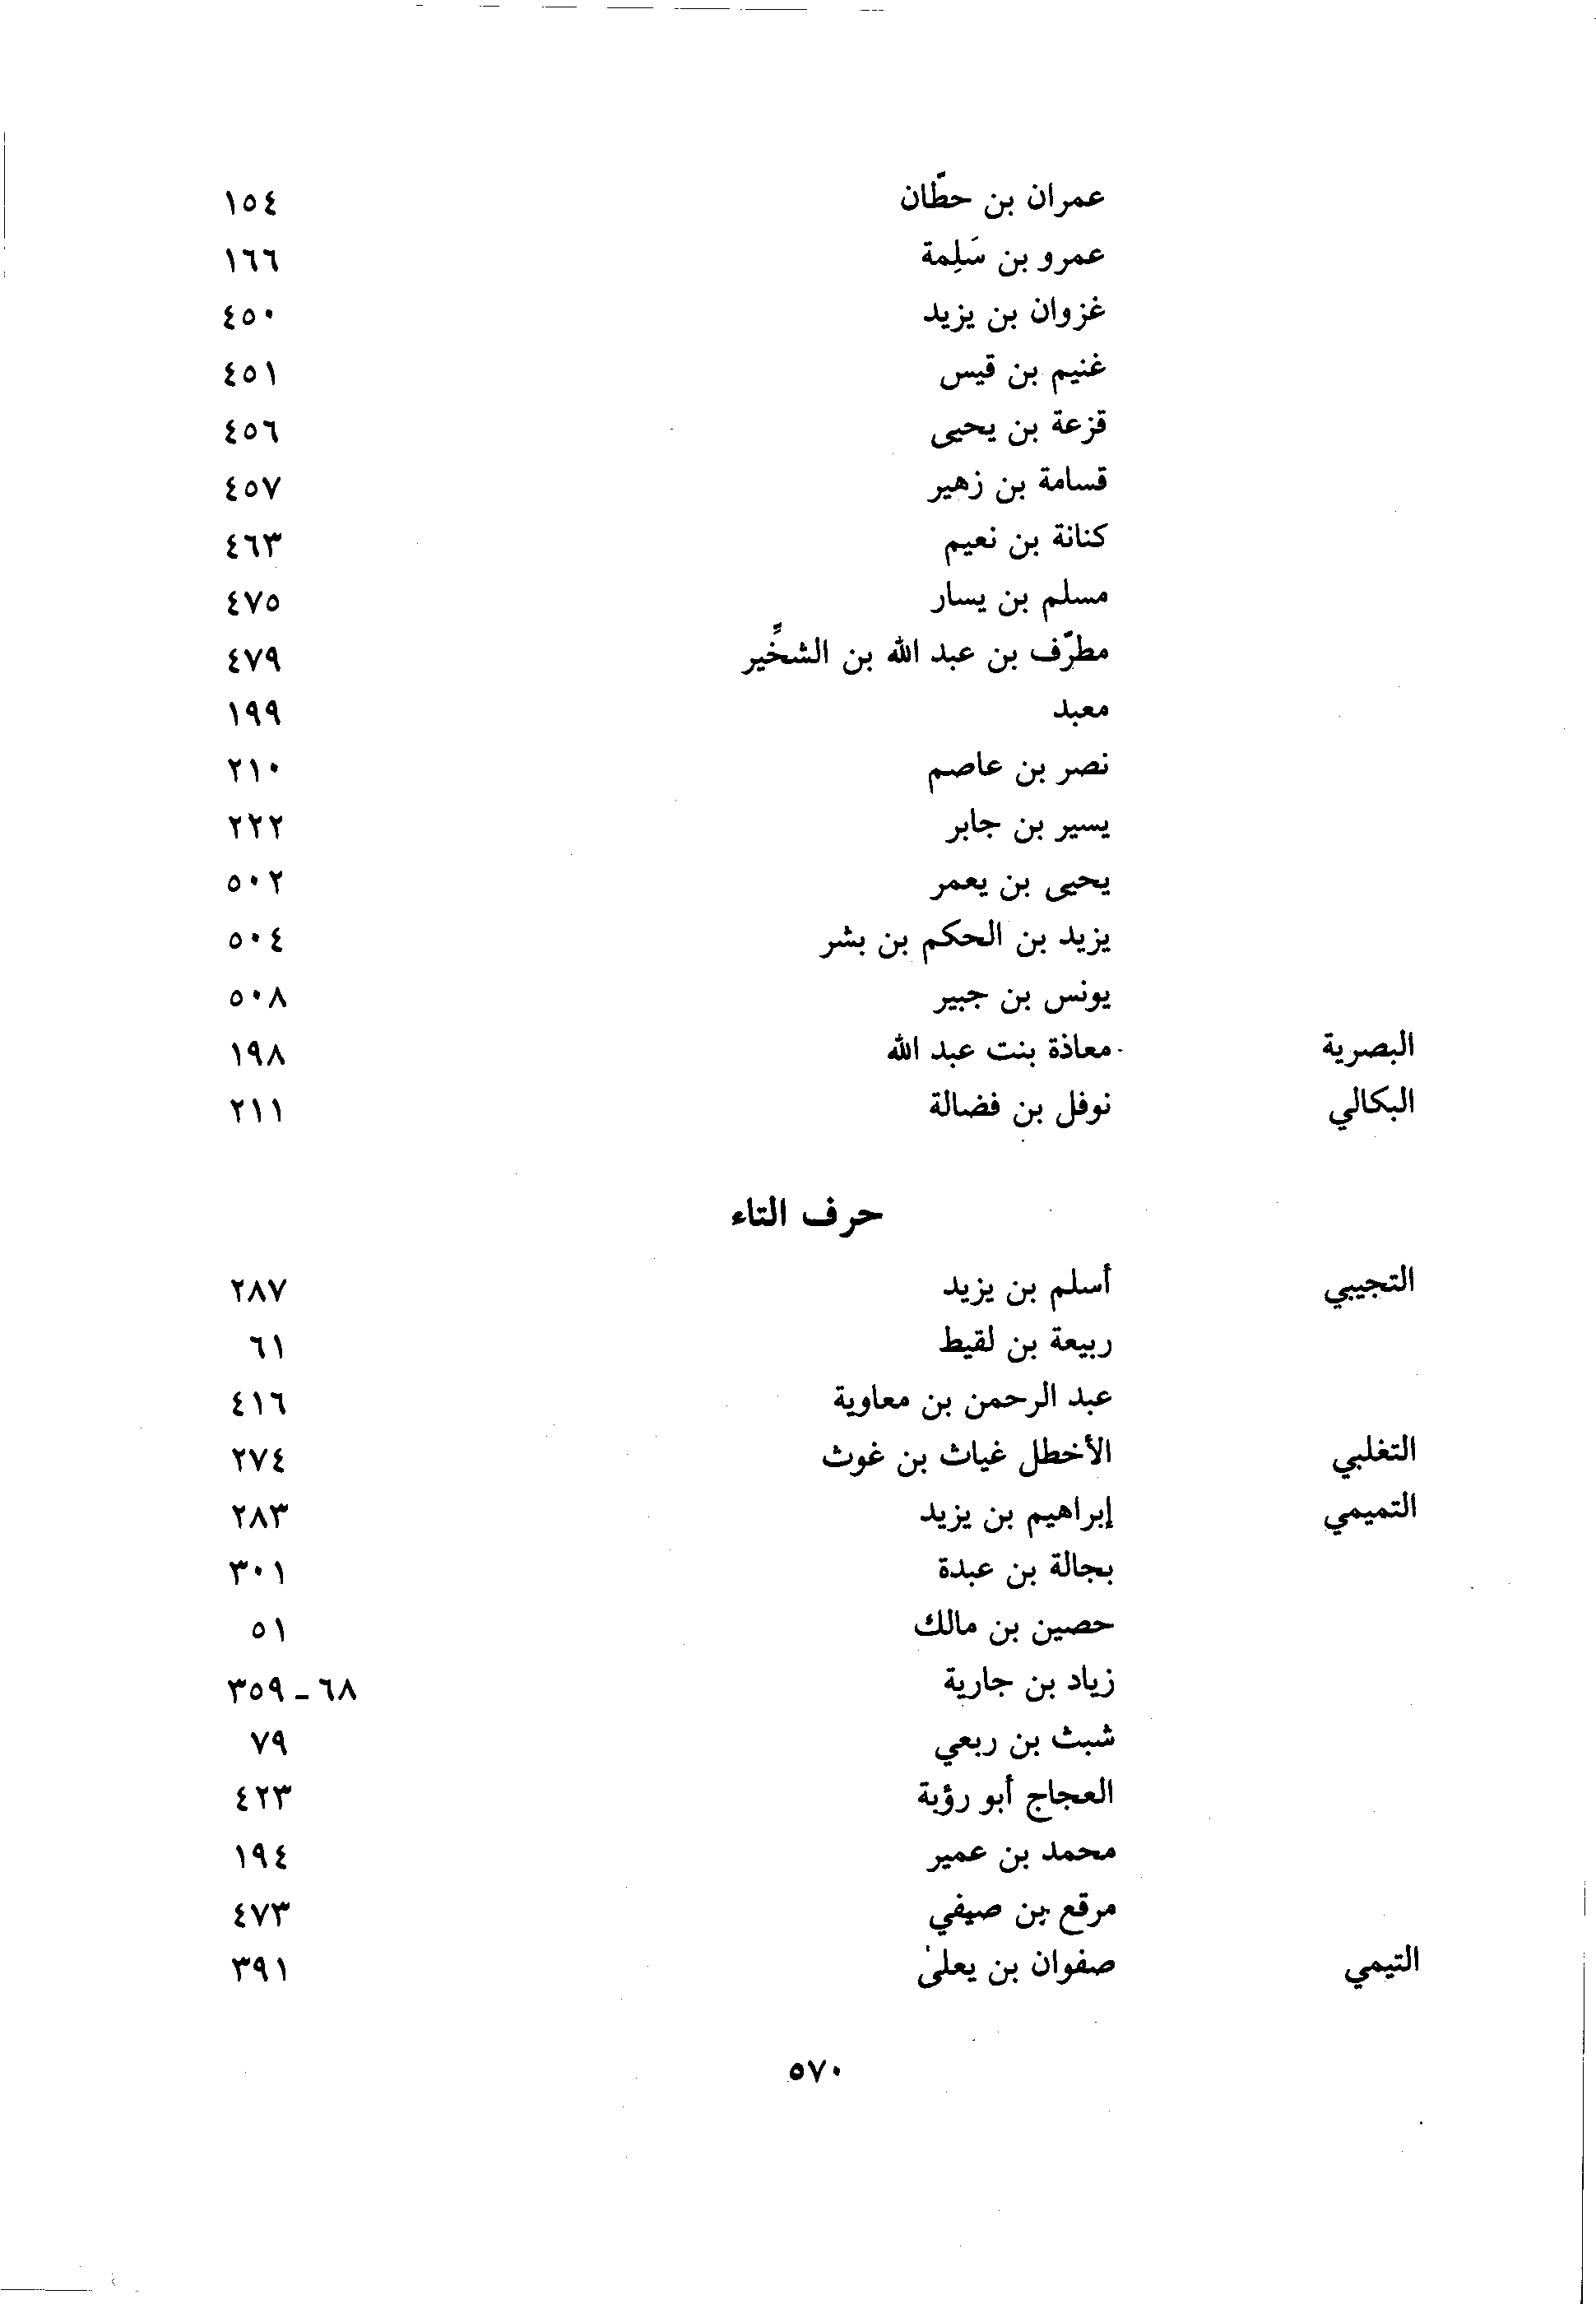 عمران بن حطّان ١٥٤
عمرو بن سَلِمة ١٦٦
غزوان بن يزيد ٤٥٠
غنيم بن قيس ٤٥١
قزعة بن يحيى ٤٥٦
قسامة بن زهير ٤٥٧
كنانة بن نعيم ٤٦٣
مسلم بن يسار ٤٧٥
مطرّف بن عبد الله بن الشخِّير ٤٧٩
معبد ١٩٩
نصر بن عاصم ٢١٠
يسير بن جابر ٢٢٢
يحيى بن يعمر ٥٠٢
يزيد بن الحكم بن بشر ٥٠٤
يونس بن جبير ٥٠٨
البصرية معاذة بنت عبد الله ١٩٨
البكالي نوفل بن فضالة ٢١١
حرف التاء
التجيبي أسلم بن يزيد ٢٨٧
ربيعة بن لقيط ٦١
عبد الرحمن بن معاوية ٤١٦
التغلبي الأخطل غياث بن غوث ٢٧٤
التميمي إبراهيم بن يزيد ٢٨٣
بجالة بن عبدة ٣٠١
حصين بن مالك ٥١
زياد بن جارية ٦٨ - ٣٥٩
شبث بن ربعي ٧٩
العجاج أبو رؤبة ٤٢٣
محمد بن عمير ١٩٤
مرقع بن صيفي ٤٧٣
التيمي صفوان بن يعلىٰ ٣٩١
٥٧٠